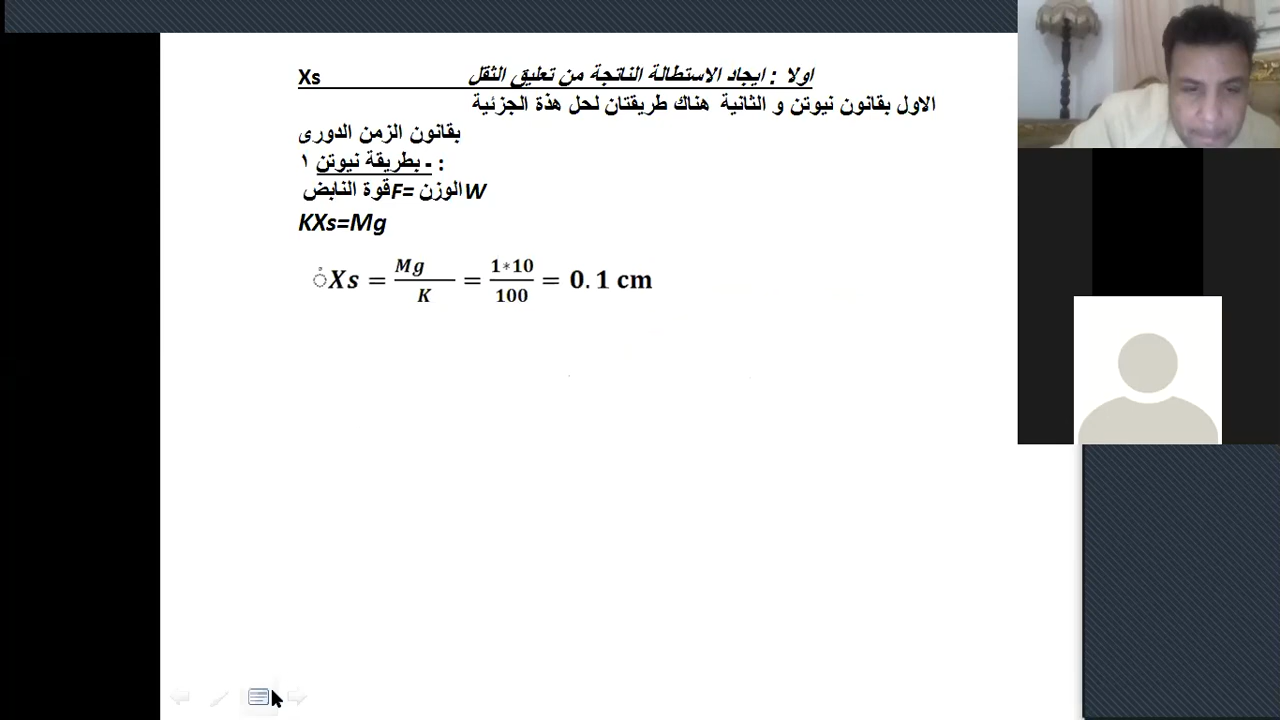 اولا : ايجاد الاستطالة الناتجة من تعليق الثقل Xs
الاول بقانون نيوتن و الثانية هناك طريقتان لحل هذة الجزئية
بقانون الزمن الدورى
١ - بطريقة نيوتن :
قوة النابض F= الوزن W
KXs=Mg
Xs = Mg / K = 1*10 / 100 = 0.1 cm